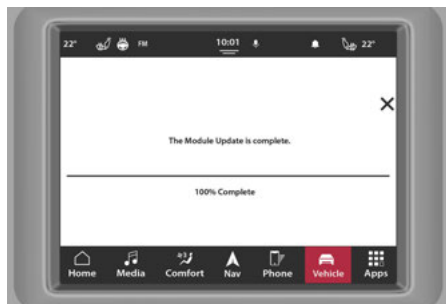 22° FM 10:01 22°
The Module Update is complete.
100% Complete
Home Media Comfort Nav Phone Vehicle Apps